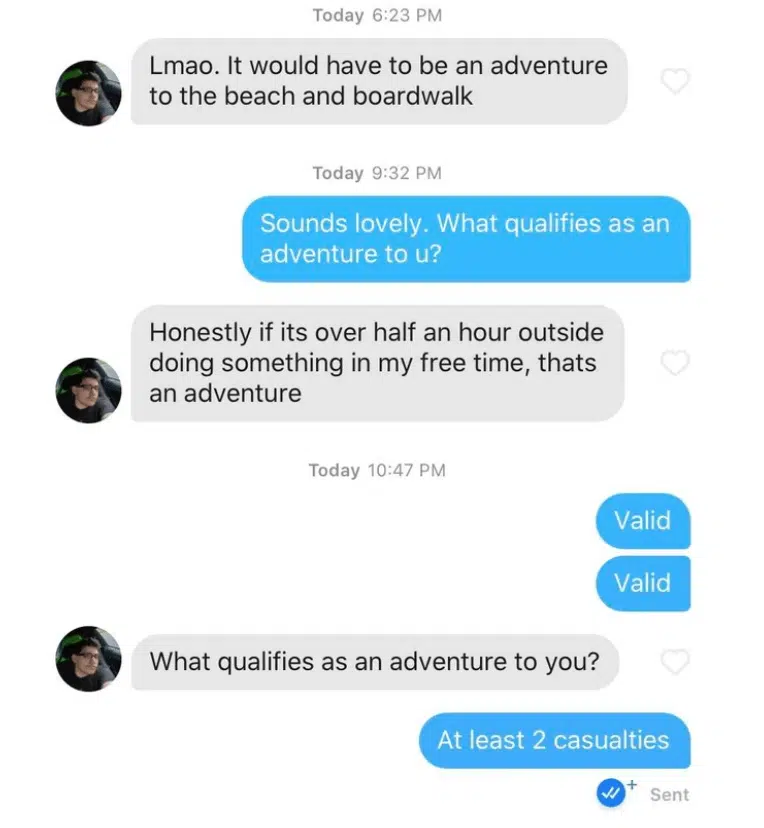 Today 6:23 PM
Lmao. It would have to be an adventure
to the beach and boardwalk
Today 9:32 PM
Sounds lovely. What qualifies as an
adventure to u?
Honestly if its over half an hour outside
doing something in my free time, thats
an adventure
Today 10:47 PM
Valid
Valid
What qualifies as an adventure to you?
At least 2 casualties
Sent